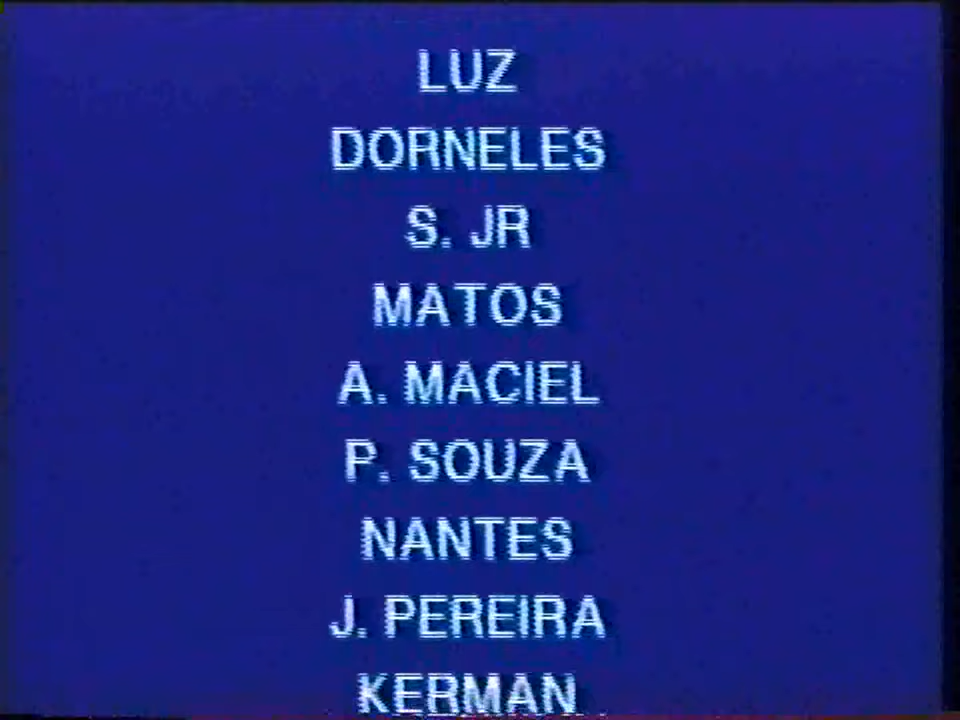 LUZ
DORNELES
S. JR
MATOS
A. MACIEL
P. SOUZA
NANTES
J. PEREIRA
KERMAN